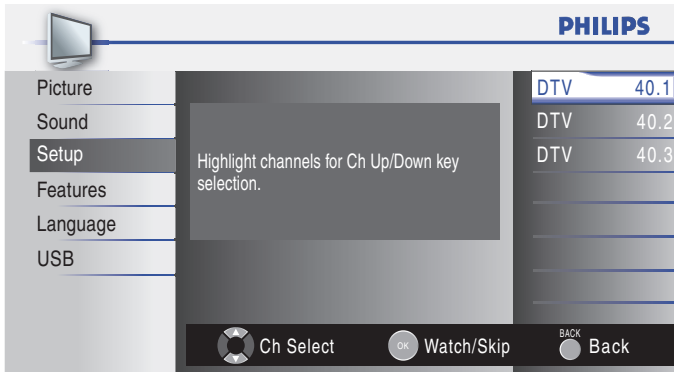 PHILIPS
Picture
Sound
Setup
Features
Language
USB
Highlight channels for Ch Up/Down key
selection.
DTV 40.1
DTV 40.2
DTV 40.3
Ch Select
OK
Watch/Skip
BACK
Back